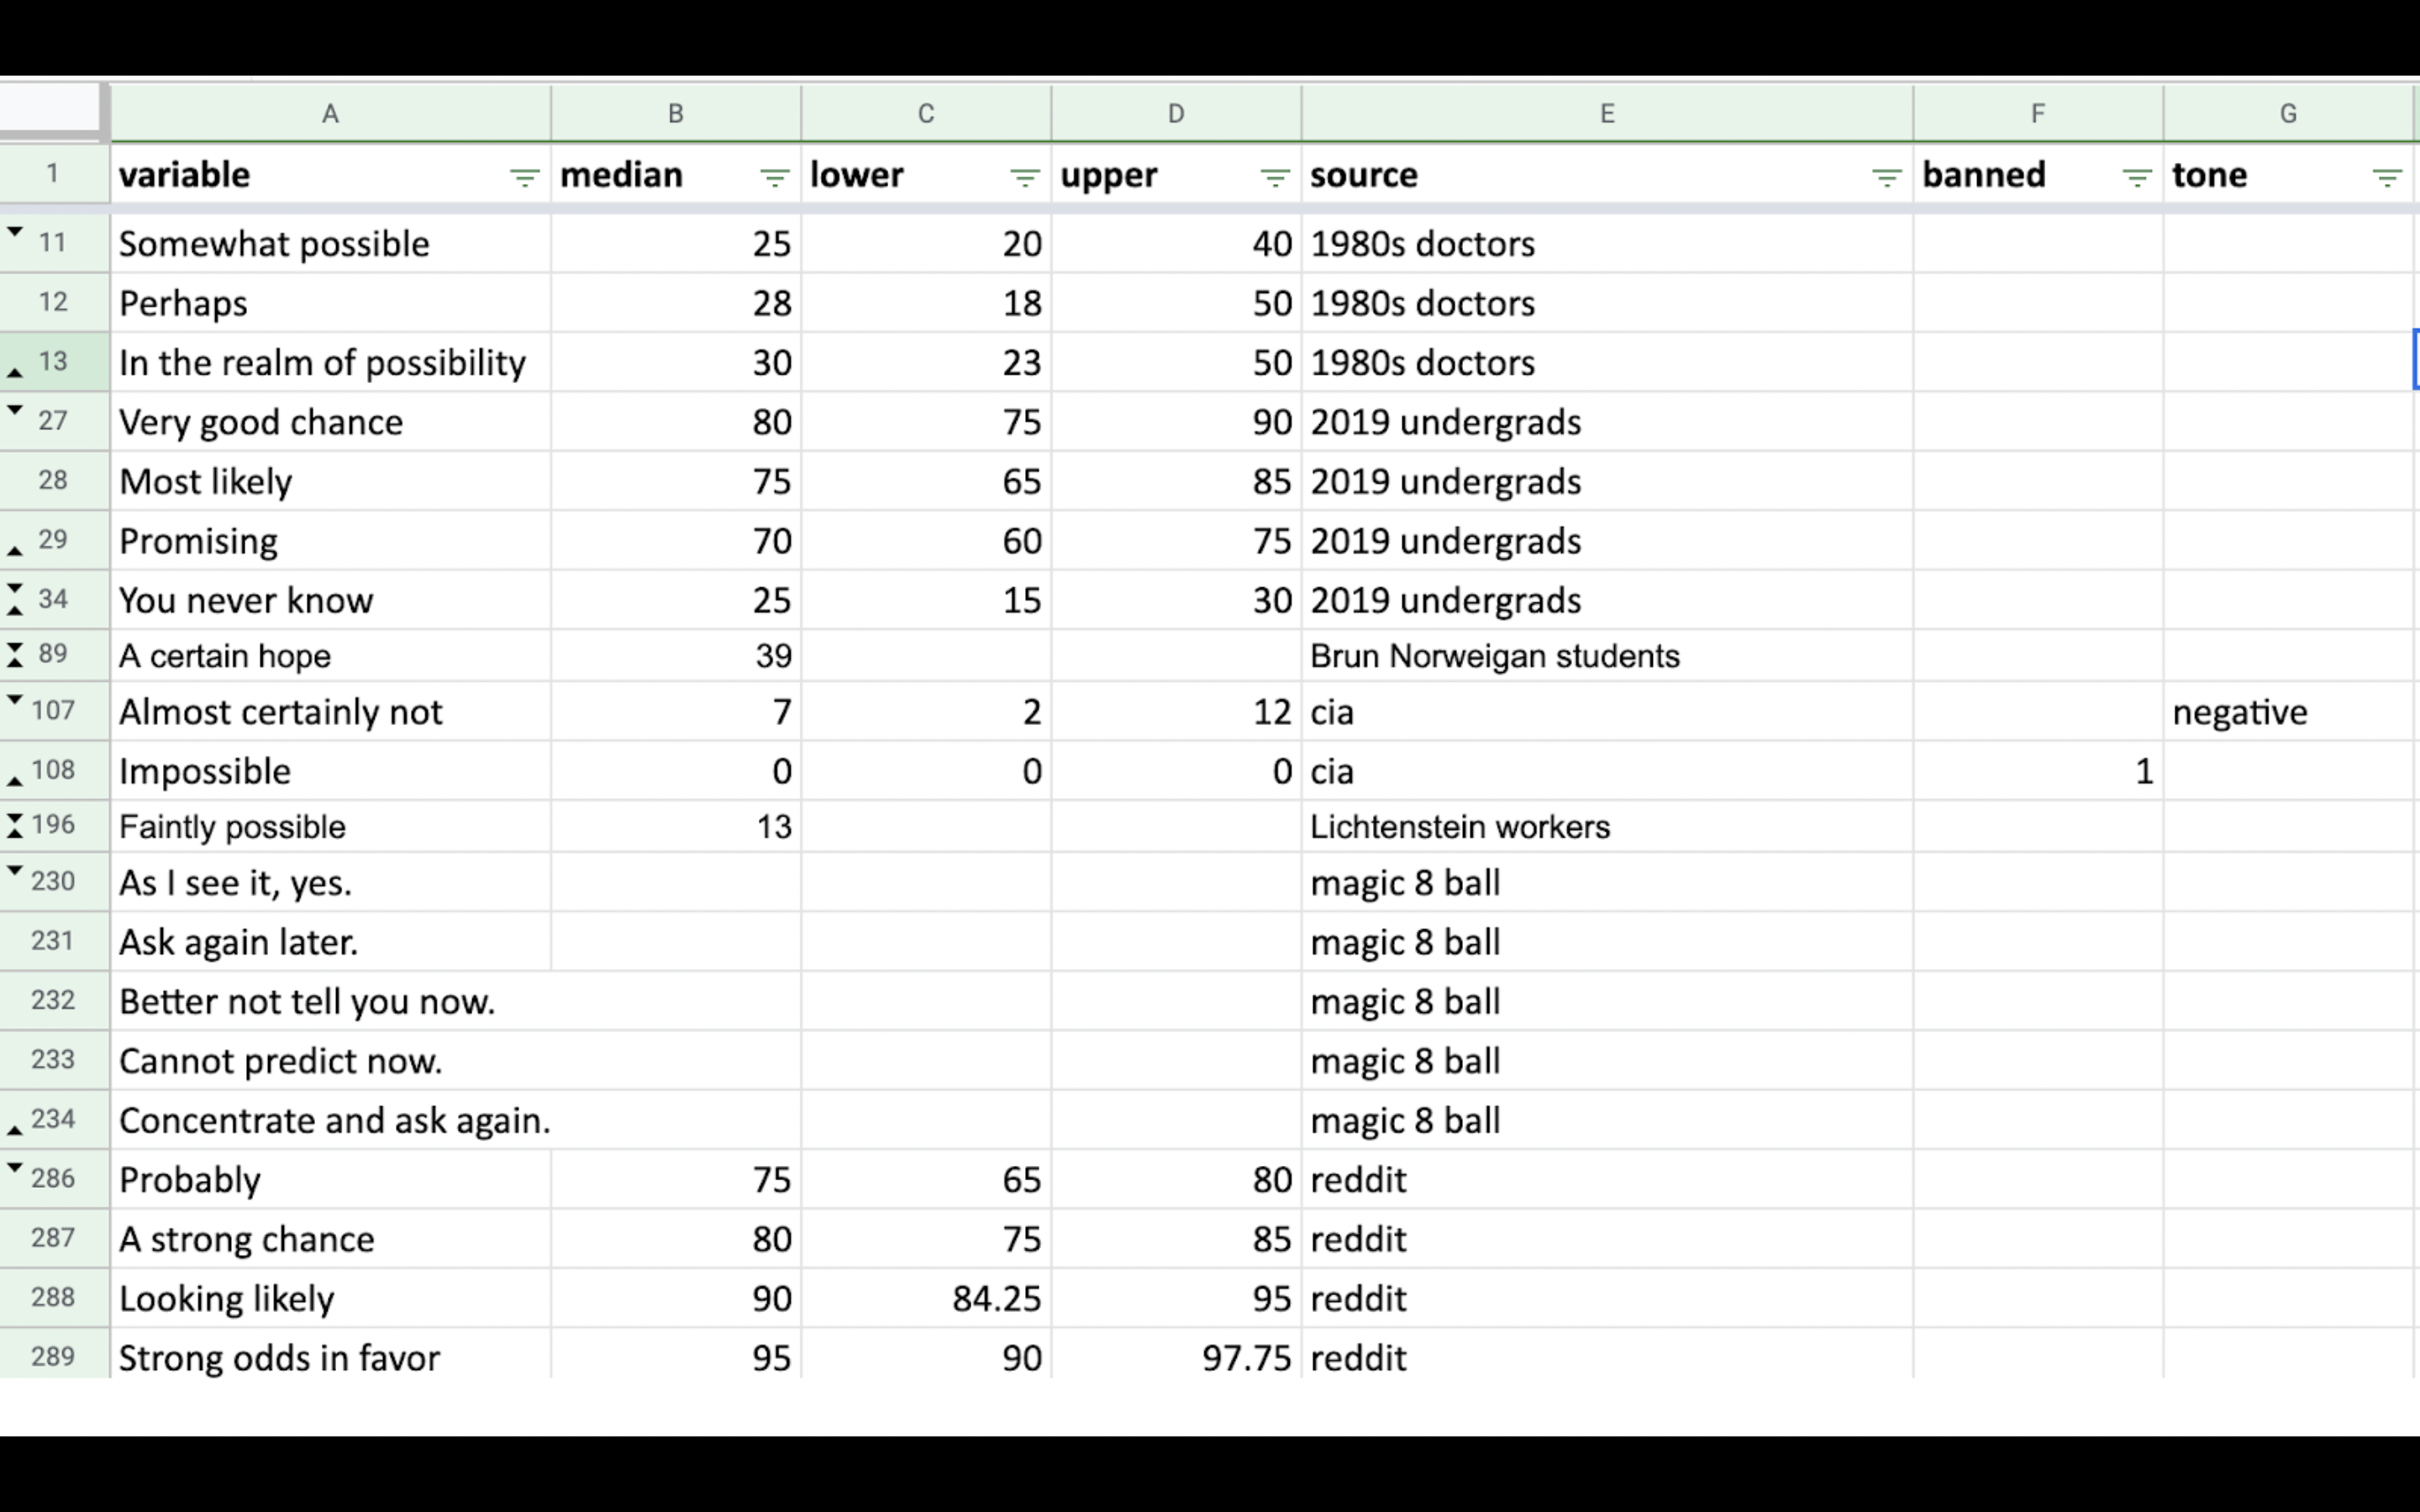 A B C D E F G
1 variable median lower upper source banned tone
11 Somewhat possible 25 20 40 1980s doctors
12 Perhaps 28 18 50 1980s doctors
13 In the realm of possibility 30 23 50 1980s doctors
27 Very good chance 80 75 90 2019 undergrads
28 Most likely 75 65 85 2019 undergrads
29 Promising 70 60 75 2019 undergrads
34 You never know 25 15 30 2019 undergrads
89 A certain hope 39 Brun Norweigan students
107 Almost certainly not 7 2 12 cia negative
108 Impossible 0 0 0 cia 1
196 Faintly possible 13 Lichtenstein workers
230 As I see it, yes. magic 8 ball
231 Ask again later. magic 8 ball
232 Better not tell you now. magic 8 ball
233 Cannot predict now. magic 8 ball
234 Concentrate and ask again. magic 8 ball
286 Probably 75 65 80 reddit
287 A strong chance 80 75 85 reddit
288 Looking likely 90 84.25 95 reddit
289 Strong odds in favor 95 90 97.75 reddit